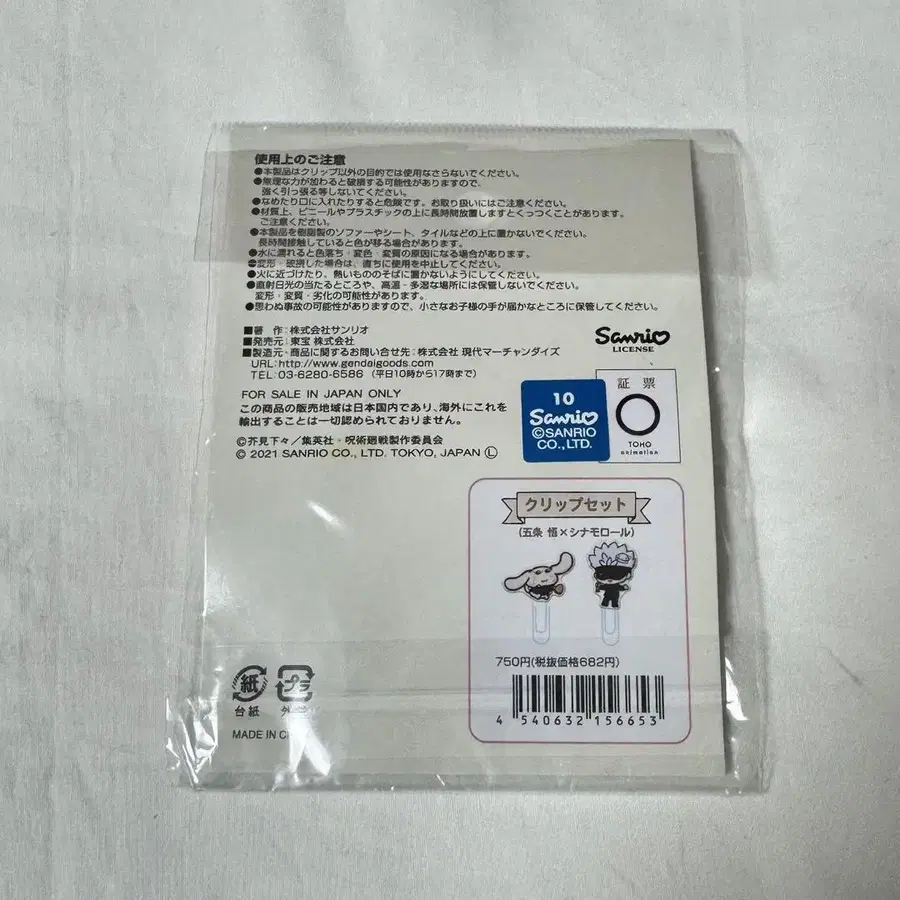 使用上のご注意
●本製品はクリップ以外の目的では使用なさらないでください。
●無理な力が加わると破損する可能性がありますので、
強く引っ張る等しないてください。
●なめたり口に入れたりすると危険です。お取り扱いにはご注意ください。
●材質上、ビニールやプラスチックの上に長時間放置しますとくっつくことがあります。
ご注意ください。
●本製品を樹脂製のソファーやシート、タイルなどの上に置かないでください。
長時間接触していると色が移る場合があります。
●水に濡れると色落ち・変色・変質の原因になる場合があります。
●変形・破損した場合は、直ちに使用を中止してください。
●火に近づけたり、熱いもののそばに置かないようにしてください。
●直射日光の当たるところや、高温・多湿な場所には保管しないでください。
変形・変質・劣化の可能性があります。
●思わぬ事故の可能性がありますので、小さなお子様の手が届かなところに保管してください。
■著 作:株式会社サンリオ
■発売元:東宝 株式会社
■製造元・商品に関するお問い合せ先:株式会社 現代マーチャンダイズ
URL:http://www.gendaigoods.com
TEL:03-6280-6586 (平日10時から17時まで)
FOR SALE IN JAPAN ONLY
この商品の販売地域は日本国内であり、海外にこれを
輸出することは一切認められておりません。
©芥見下々/集英社・呪術廻戦製作委員会
© 2021 SANRIO CO., LTD. TOKYO, JAPAN Ⓛ
Sanrio
LICENSE
10
Sanrio
©SANRIO
CO.,LTD.
証票
TOHO
animation
クリップセット
(五条 悟×シナモロール)
750円(税抜価格682円)
4 540632 156653
紙
台紙
プラ
外
MADE IN C